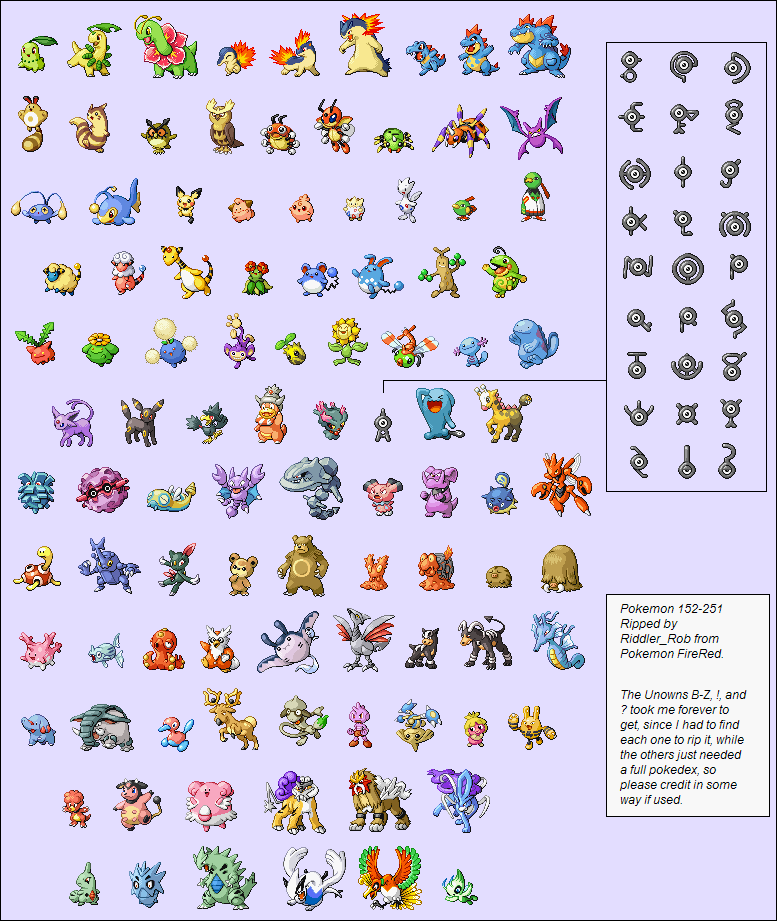 Pokemon 152-251
Ripped by
Riddler_Rob from
Pokemon FireRed.
The Unowns B-Z, !, and
? took me forever to
get, since I had to find
each one to rip it, while
the others just needed
a full pokedex, so
please credit in some
way if used.